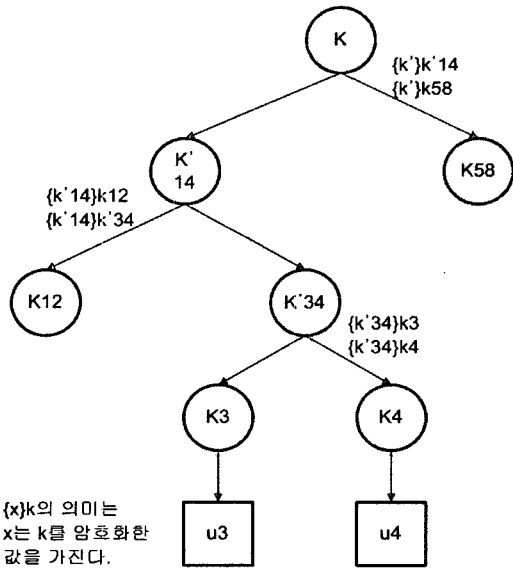 K
{k'}k'14
{k'}k58
K'
14
K58
{k'14}k12
{k'14}k'34
K12
K'34
{k'34}k3
{k'34}k4
K3
K4
{x}k의 의미는
x는 k를 암호화한
값을 가진다.
u3
u4